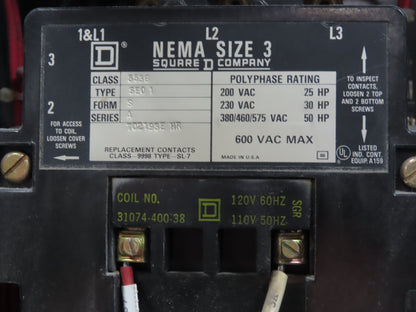 1&L1
L2
L3
3
2
FOR ACCESS
TO COIL,
LOOSEN
COVER
SCREWS
D
NEMA SIZE 3
SQUARE D COMPANY
CLASS 8536
TYPE
FORM S
SERIES A
REPLACEMENT CONTACTS
CLASS-9998 TYPE-SL-7
POLYPHASE RATING
200 VAC 25 HP
230 VAC 30 HP
380/460/575 VAC 50 HP
600 VAC MAX
MADE IN U.S.A.
TO INSPECT
CONTACTS,
LOOSEN 2 TOP
AND 2 BOTTOM
SCREWS
UL
LISTED
IND. CONT.
EQUIP. A159
COIL NO.
31074-400-38
D
120V 60HZ
110V 50HZ